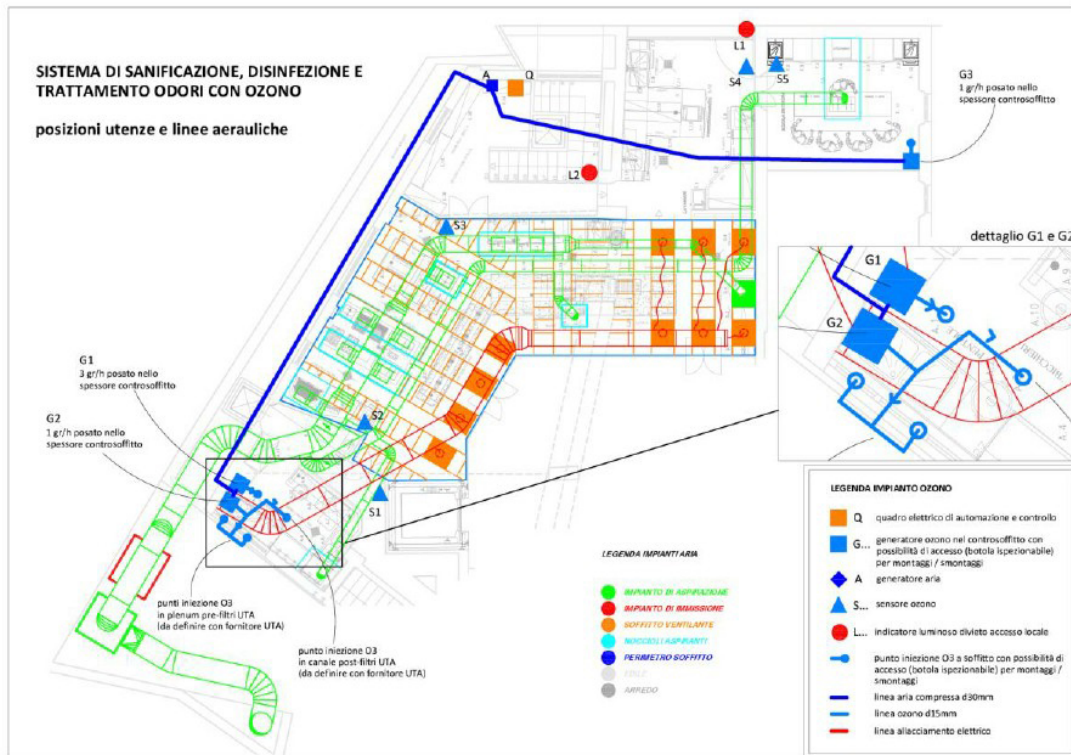 SISTEMA DI SANIFICAZIONE, DISINFEZIONE E
TRATTAMENTO ODORI CON OZONO
posizioni utenze e linee aerauliche
A
Q
L1
S4
S5
G3
1 gr/h posato nello
spessore controsoffitto
L2
S3
dettaglio G1 e G2
G1
G2
A.9
A.10
A.4
BICCHIERI
G1
3 gr/h posato nello
spessore controsoffitto
G2
1 gr/h posato nello
spessore controsoffitto
S2
S1
punti iniezione O3
in plenum pre-filtri UTA
(da definire con fornitore UTA)
punto iniezione O3
in canale post-filtri UTA
(da definire con fornitore UTA)
LEGENDA IMPIANTI ARIA
IMPIANTO DI ASPIRAZIONE
IMPIANTO DI IMMISSIONE
SOFFITTO VENTILANTE
NOCCIOLI ASPIRANTI
PERIMETRO SOFFITTO
EDILE
ARREDO
LEGENDA IMPIANTO OZONO
Q quadro elettrico di automazione e controllo
G... generatore ozono nel controsoffitto con
possibilità di accesso (botola ispezionabile)
per montaggi / smontaggi
A generatore aria
S... sensore ozono
L... indicatore luminoso divieto accesso locale
punto iniezione O3 a soffitto con possibilità di
accesso (botola ispezionabile) per montaggi /
smontaggi
linea aria compressa d30mm
linea ozono d15mm
linea allacciamento elettrico